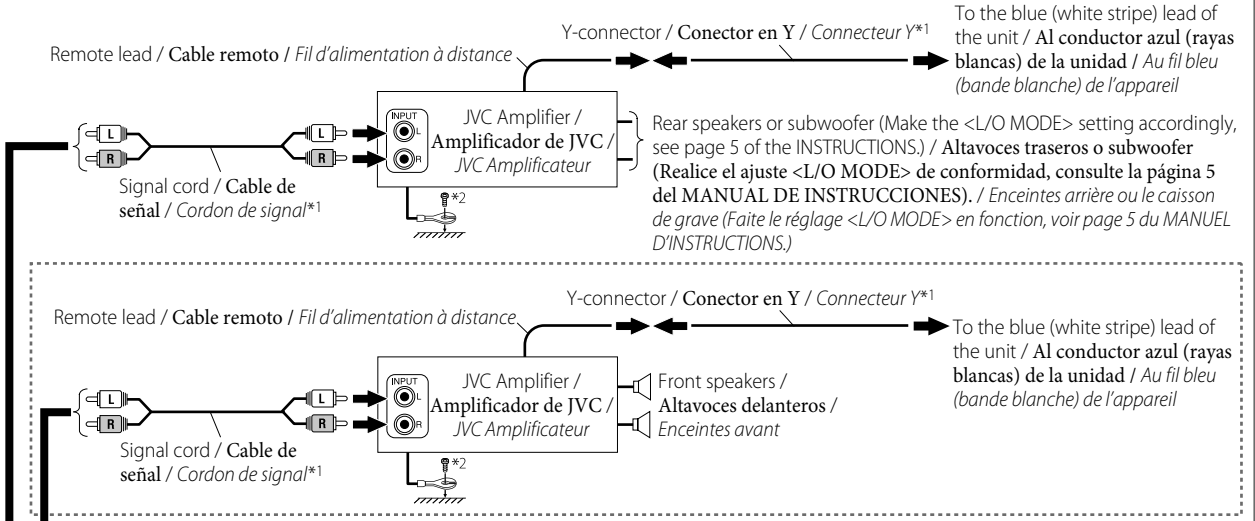 To the blue (white stripe) lead of
the unit / Al conductor azul (rayas
blancas) de la unidad / Au fil bleu
(bande blanche) de l'appareil
Y-connector / Conector en Y / Connecteur Y*1
Remote lead / Cable remoto / Fil d'alimentation à distance
L
R
L
R
INPUT
L
R
JVC Amplifier /
Amplificador de JVC /
JVC Amplificateur
Rear speakers or subwoofer (Make the <L/O MODE> setting accordingly,
see page 5 of the INSTRUCTIONS.) / Altavoces traseros o subwoofer
(Realice el ajuste <L/O MODE> de conformidad, consulte la página 5
del MANUAL DE INSTRUCCIONES). / Enceintes arrière ou le caisson
de grave (Faite le réglage <L/O MODE> en fonction, voir page 5 du MANUEL
D'INSTRUCTIONS.)
Signal cord / Cable de
señal / Cordon de signal*1
*2
Y-connector / Conector en Y / Connecteur Y*1
Remote lead / Cable remoto / Fil d'alimentation à distance
To the blue (white stripe) lead of
the unit / Al conductor azul (rayas
blancas) de la unidad / Au fil bleu
(bande blanche) de l'appareil
L
R
L
R
INPUT
L
R
JVC Amplifier /
Amplificador de JVC /
JVC Amplificateur
Front speakers /
Altavoces delanteros /
Enceintes avant
Signal cord / Cable de
señal / Cordon de signal*1
*2